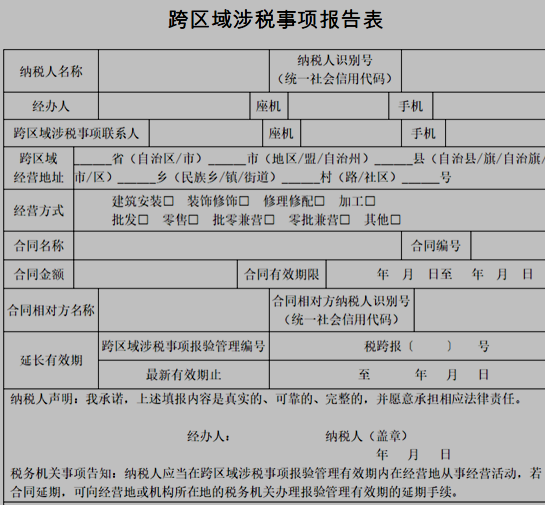 跨区域涉税事项报告表
纳税人名称 纳税人识别号
（统一社会信用代码）
经办人 座机 手机
跨区域涉税事项联系人 座机 手机
跨区域
经营地址
______省（自治区/市）______市（地区/盟/自治州）______县（自治县/旗/自治旗/
市/区）______乡（民族乡/镇/街道）______村（路/社区）______号
经营方式
建筑安装□ 装饰修饰□ 修理修配□ 加工□
批发□ 零售□ 批零兼营□ 零批兼营□ 其他□
合同名称 合同编号
合同金额 合同有效期限 年 月 日至 年 月 日
合同相对方名称 合同相对方纳税人识别号
（统一社会信用代码）
延长有效期
跨区域涉税事项报验管理编号 税跨报〔 〕 号
最新有效期止 至 年 月 日
纳税人声明：我承诺，上述填报内容是真实的、可靠的、完整的，并愿意承担相应法律责任。
经办人： 纳税人（盖章）
年 月 日
税务机关事项告知：纳税人应当在跨区域涉税事项报验管理有效期内在经营地从事经营活动，若
合同延期，可向经营地或机构所在地的税务机关办理报验管理有效期的延期手续。